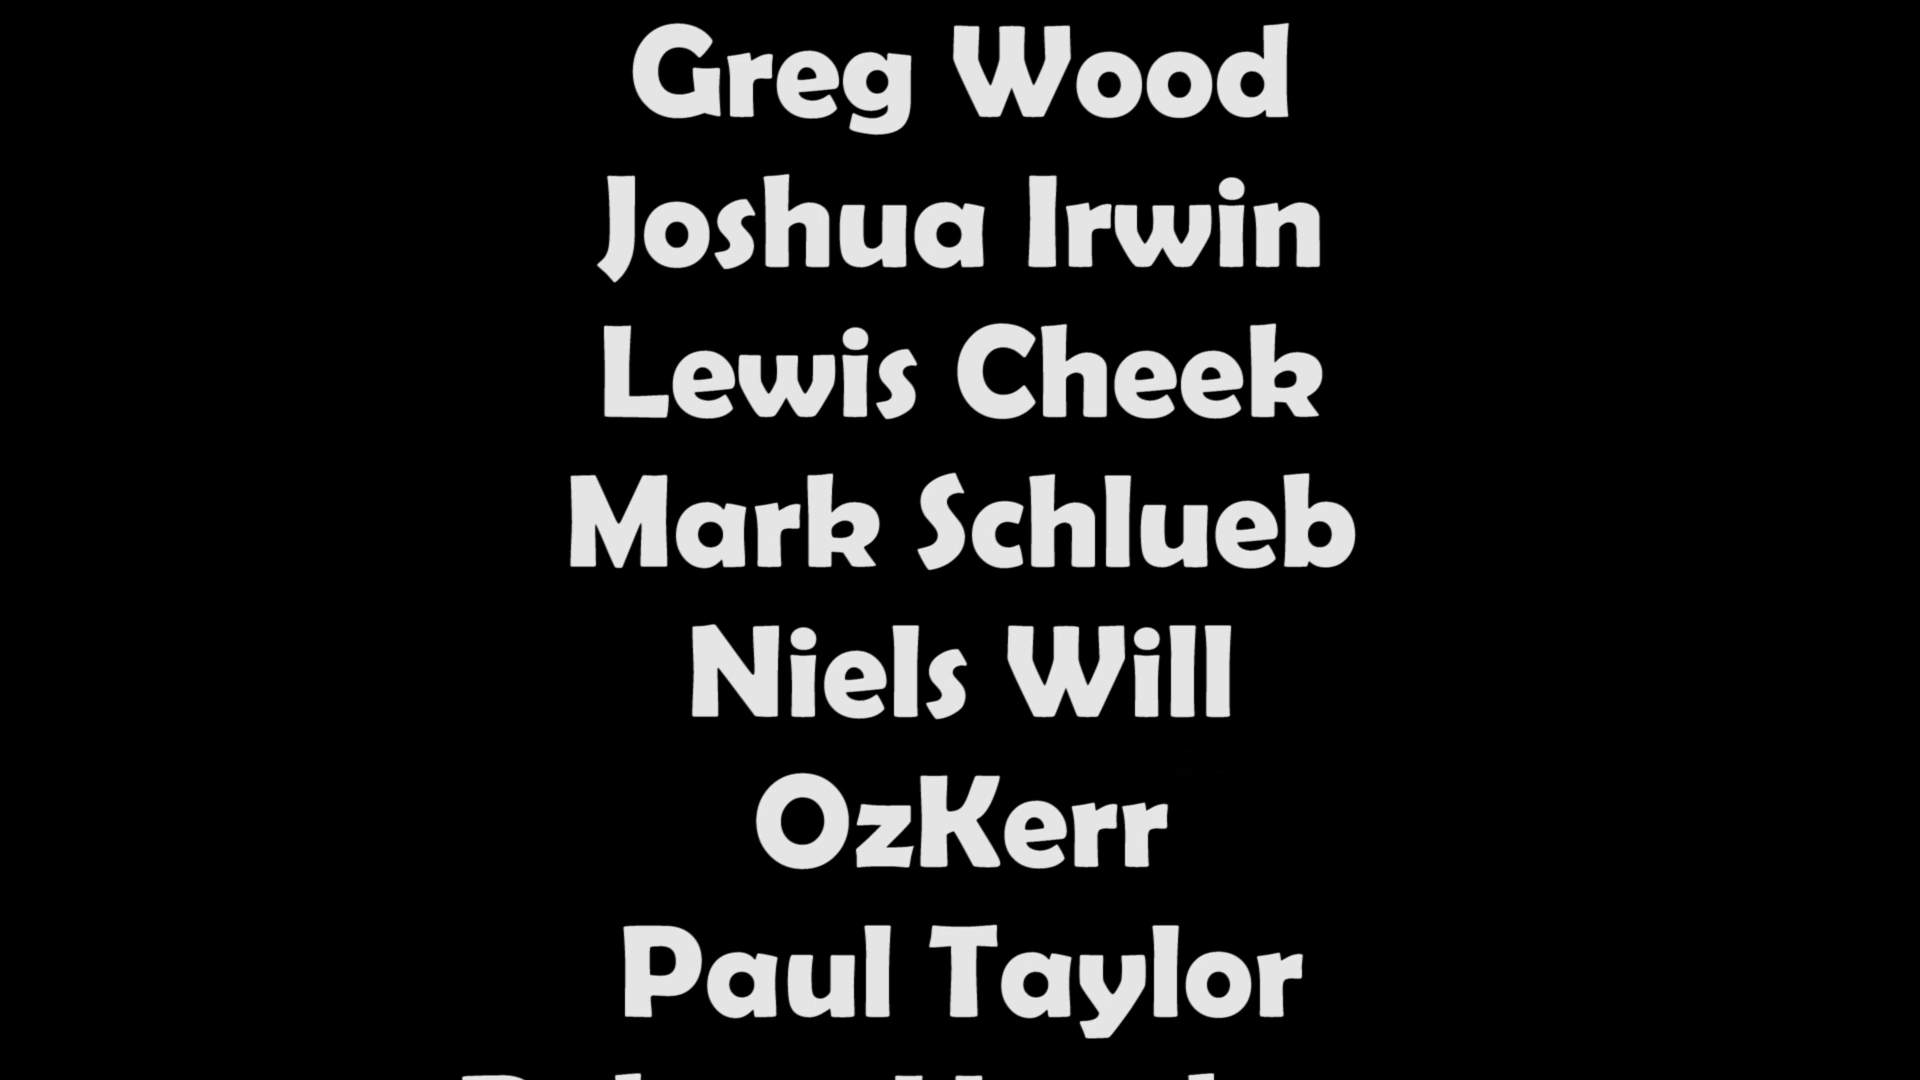 Greg Wood
Joshua Irwin
Lewis Cheek
Mark Schlueb
Niels Will
OzKerr
Paul Taylor